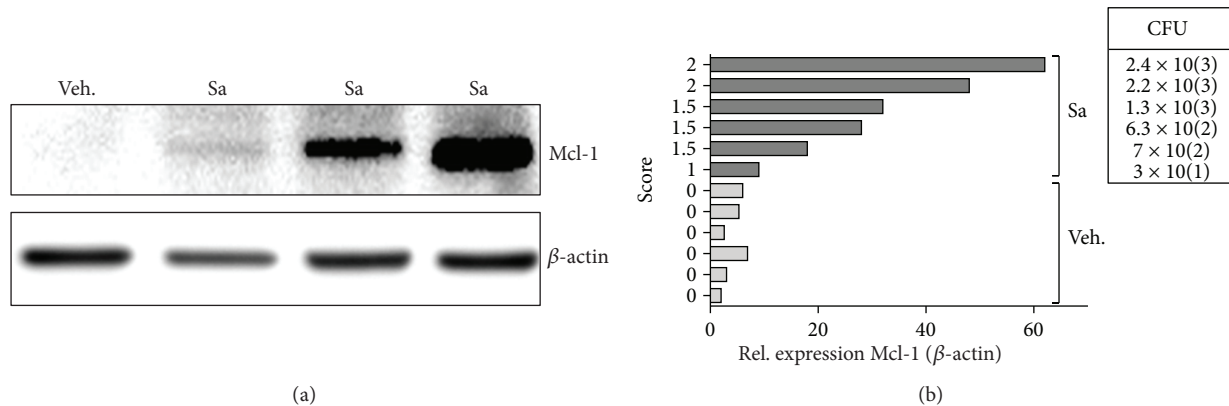 Veh. Sa Sa Sa
Mcl-1
β-actin
(a)
Score
2
2
1.5
1.5
1.5
1
0
0
0
0
0
0
0 20 40 60
Rel. expression Mcl-1 (β-actin)
Sa
Veh.
CFU
2.4 × 10(3)
2.2 × 10(3)
1.3 × 10(3)
6.3 × 10(2)
7 × 10(2)
3 × 10(1)
(b)